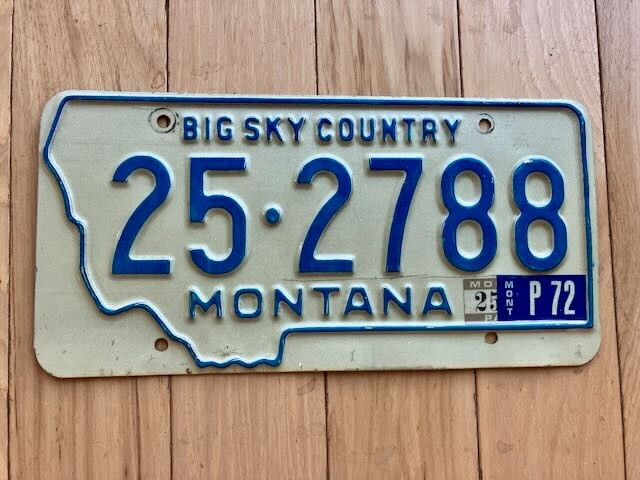 BIG SKY COUNTRY
25·2788
MONTANA
25
MONT
P 72